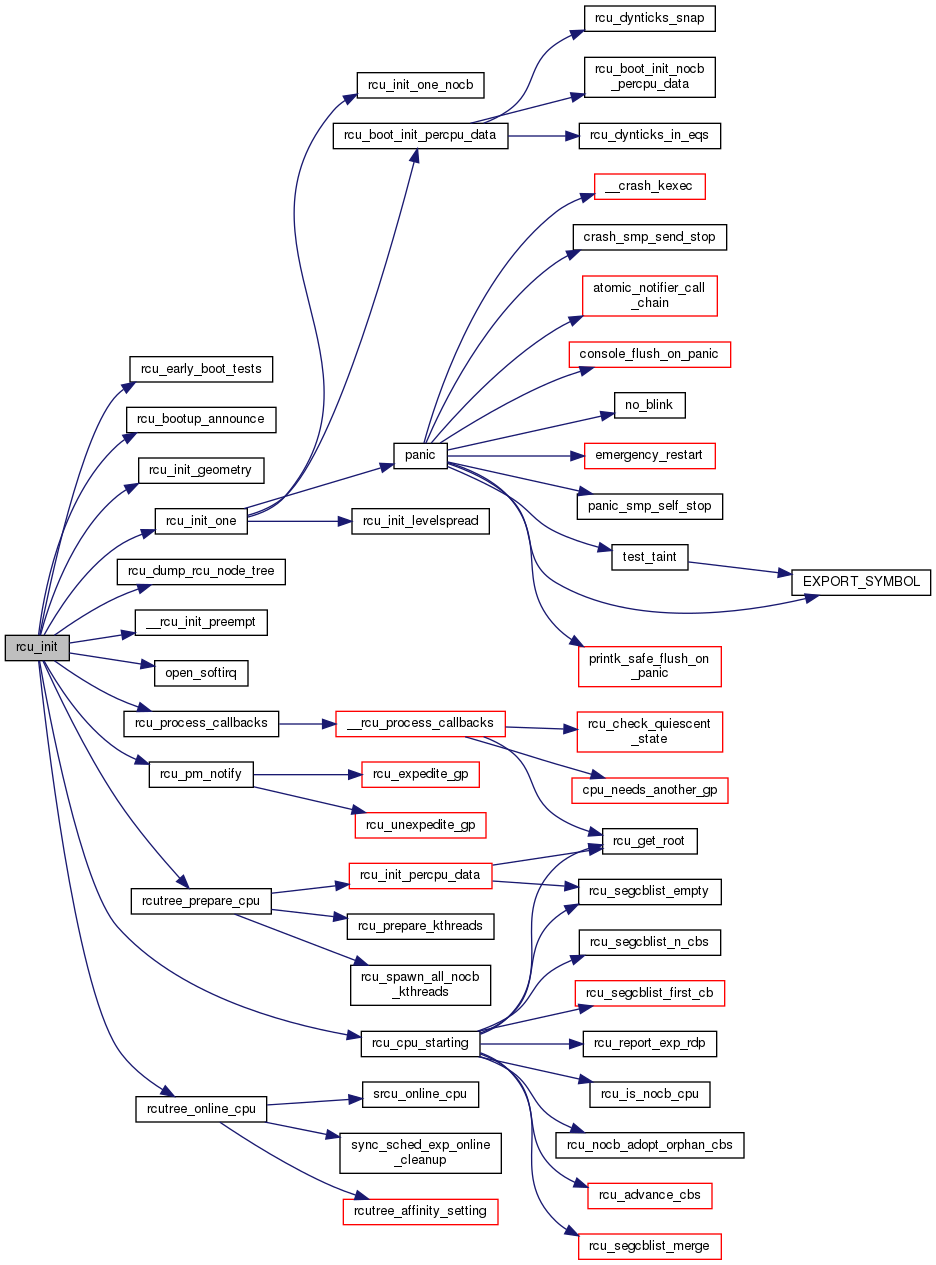 rcu_init
rcu_early_boot_tests
rcu_bootup_announce
rcu_init_geometry
rcu_init_one
rcu_dump_rcu_node_tree
__rcu_init_preempt
open_softirq
rcu_process_callbacks
rcu_pm_notify
rcutree_prepare_cpu
rcutree_online_cpu
rcu_init_one_nocb
rcu_boot_init_percpu_data
panic
rcu_init_levelspread
__rcu_process_callbacks
rcu_expedite_gp
rcu_unexpedite_gp
rcu_init_percpu_data
rcu_prepare_kthreads
rcu_spawn_all_nocb
_kthreads
rcu_cpu_starting
srcu_online_cpu
sync_sched_exp_online
_cleanup
rcutree_affinity_setting
rcu_dynticks_snap
rcu_boot_init_nocb
_percpu_data
rcu_dynticks_in_eqs
__crash_kexec
crash_smp_send_stop
atomic_notifier_call
_chain
console_flush_on_panic
no_blink
emergency_restart
panic_smp_self_stop
test_taint
EXPORT_SYMBOL
printk_safe_flush_on
_panic
rcu_check_quiescent
_state
cpu_needs_another_gp
rcu_get_root
rcu_segcblist_empty
rcu_segcblist_n_cbs
rcu_segcblist_first_cb
rcu_report_exp_rdp
rcu_is_nocb_cpu
rcu_nocb_adopt_orphan_cbs
rcu_advance_cbs
rcu_segcblist_merge